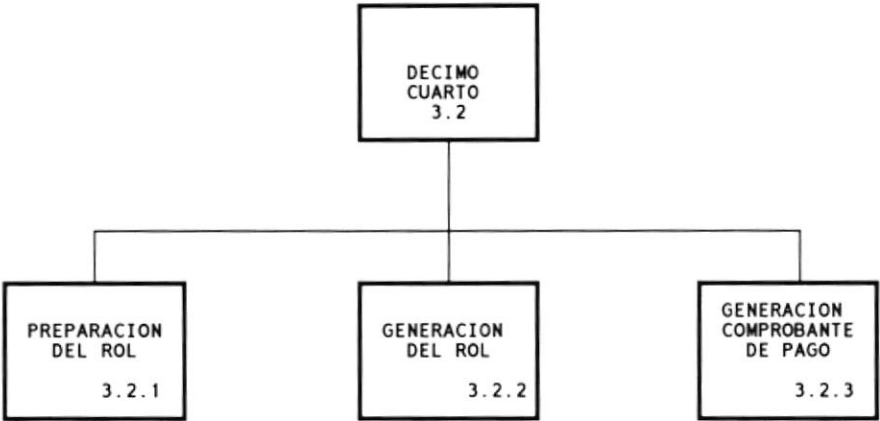 DECIMO
CUARTO
3.2
PREPARACION
DEL ROL
3.2.1
GENERACION
DEL ROL
3.2.2
GENERACION
COMPROBANTE
DE PAGO
3.2.3